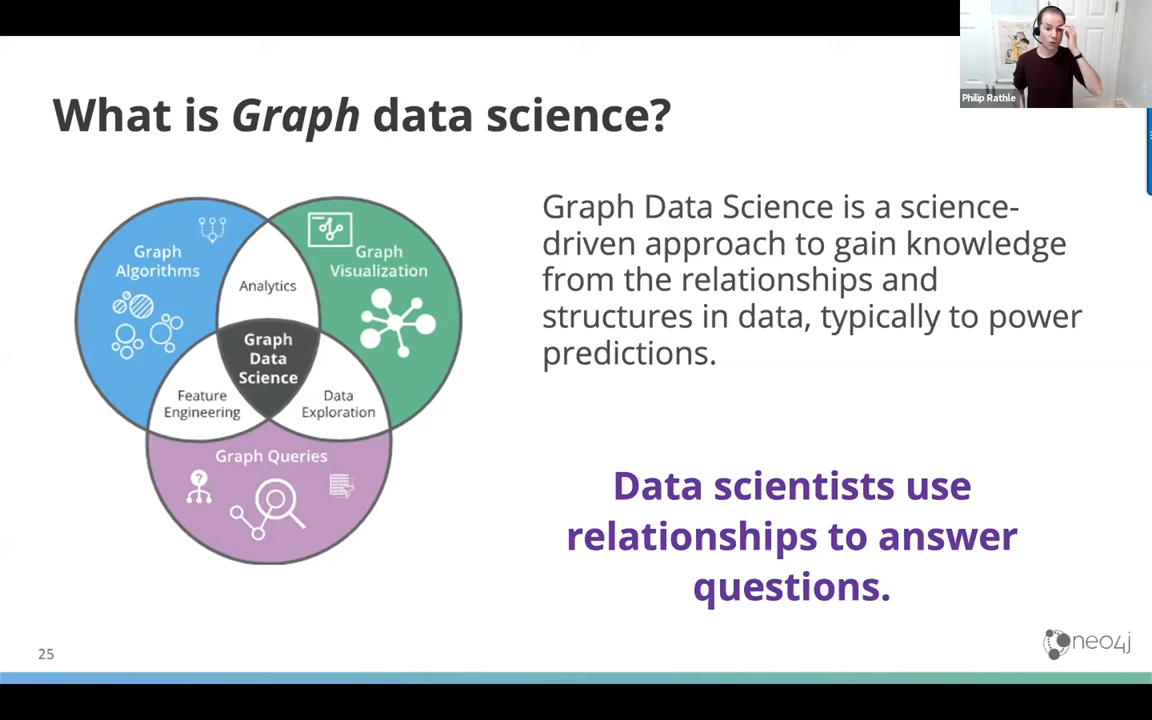 Philip Rathle
What is Graph data science?
Graph
Algorithms
Graph
Visualization
Analytics
Graph
Data
Science
Feature
Engineering
Data
Exploration
Graph Queries
?
Graph Data Science is a science-
driven approach to gain knowledge
from the relationships and
structures in data, typically to power
predictions.
Data scientists use
relationships to answer
questions.
25
neo4j